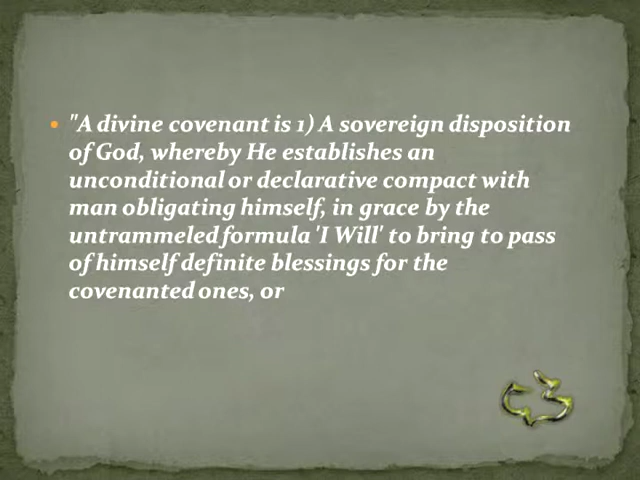 "A divine covenant is 1) A sovereign disposition
of God, whereby He establishes an
unconditional or declarative compact with
man obligating himself, in grace by the
untrammeled formula 'I Will' to bring to pass
of himself definite blessings for the
covenanted ones, or